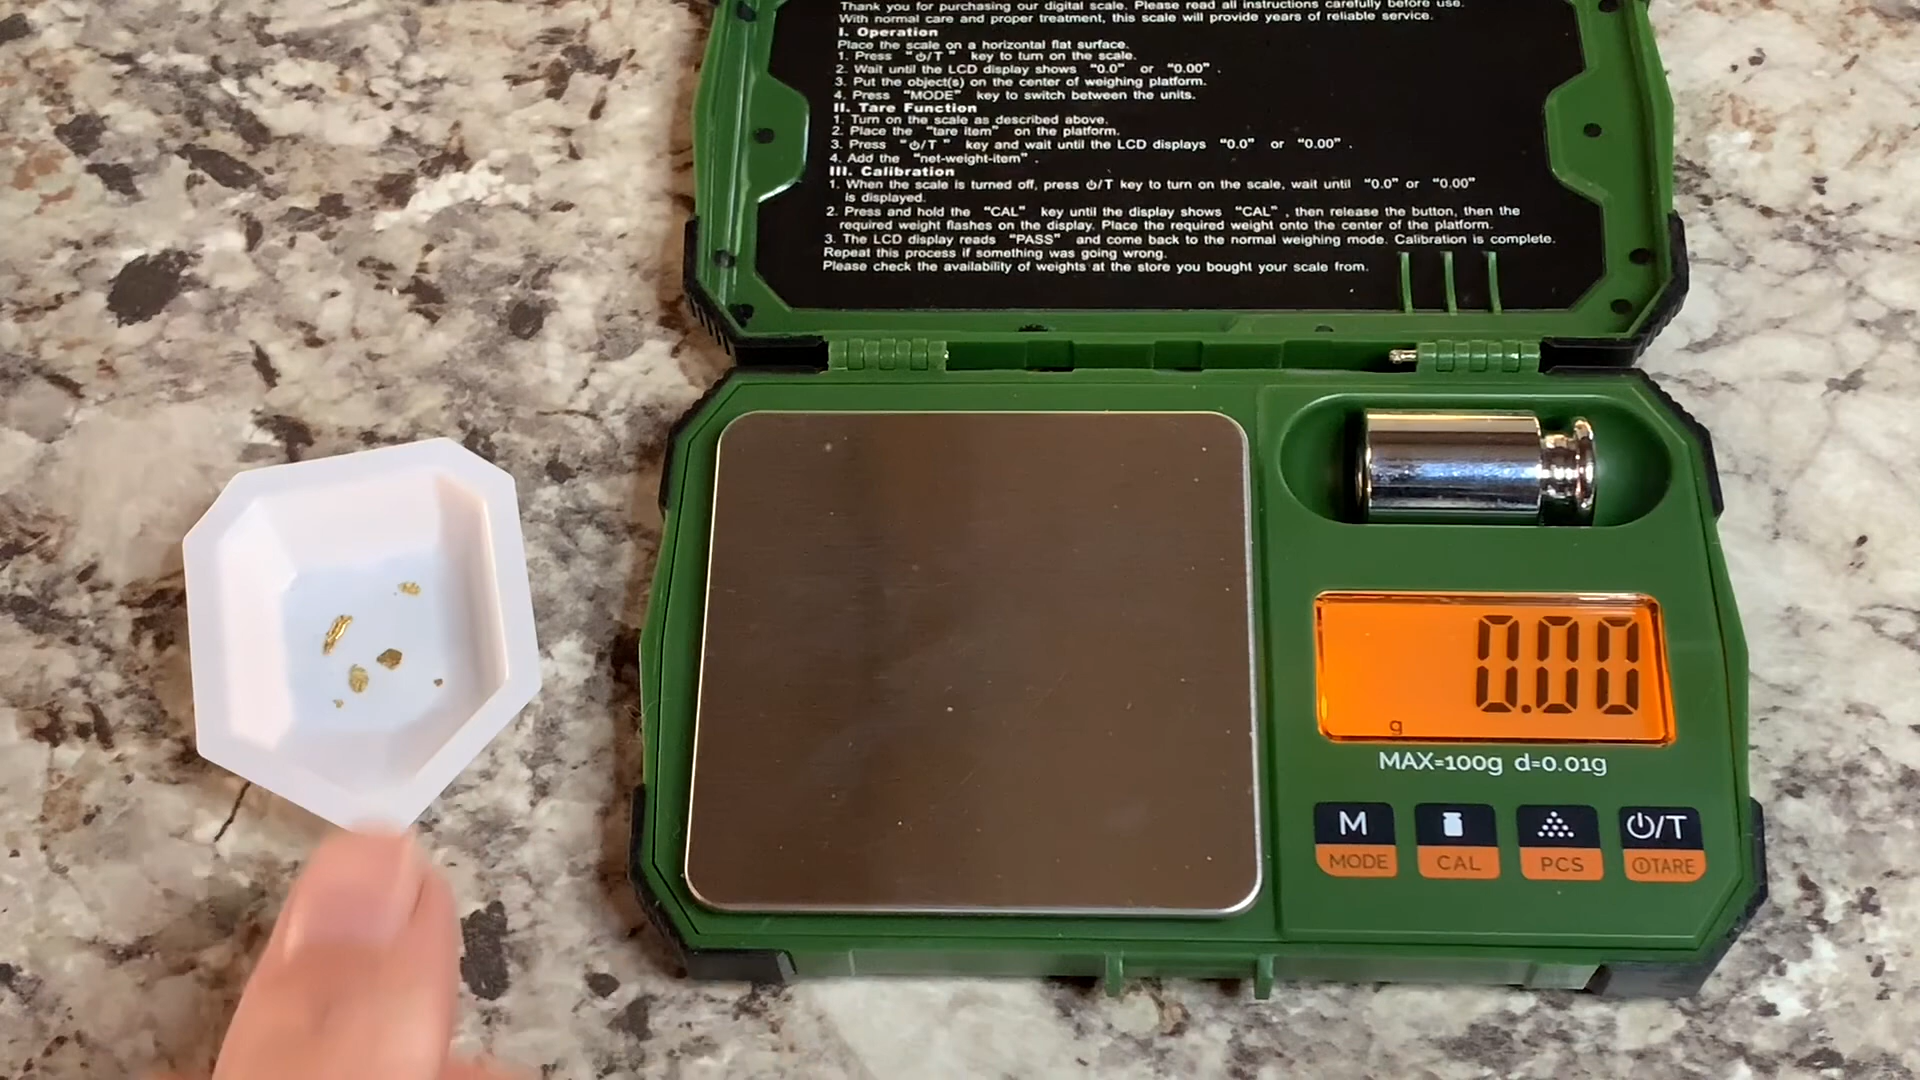 Thank you for purchasing our digital scale. Please read all instructions carefully before use.
With normal care and proper treatment, this scale will provide years of reliable service.
I. Operation
Place the scale on a horizontal flat surface.
1. Press "⏻/T" key to turn on the scale.
2. Wait until the LCD display shows "0.0" or "0.00".
3. Put the object(s) on the center of weighing platform.
4. Press "MODE" key to switch between the units.
II. Tare Function
1. Turn on the scale as described above.
2. Place the "tare item" on the platform.
3. Press "⏻/T" key and wait until the LCD displays "0.0" or "0.00".
4. Add the "net-weight-item".
III. Calibration
1. When the scale is turned off, press ⏻/T key to turn on the scale, wait until "0.0" or "0.00"
is displayed.
2. Press and hold the "CAL" key until the display shows "CAL", then release the button, then the
required weight flashes on the display. Place the required weight onto the center of the platform.
3. The LCD display reads "PASS" and come back to the normal weighing mode. Calibration is complete.
Repeat this process if something was going wrong.
Please check the availability of weights at the store you bought your scale from.
0.00
g
MAX=100g d=0.01g
M ⏻/T
MODE CAL PCS ⏻TARE